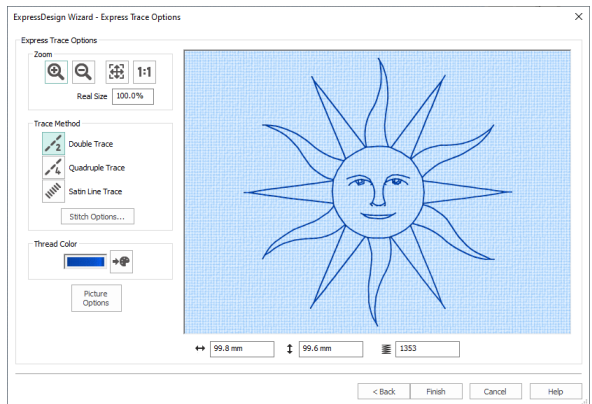 ExpressDesign Wizard - Express Trace Options
Express Trace Options
Zoom
1:1
Real Size 100.0%
Trace Method
2 Double Trace
4 Quadruple Trace
Satin Line Trace
Stitch Options...
Thread Color
Picture
Options
99.8 mm 99.6 mm 1353
< Back Finish Cancel Help